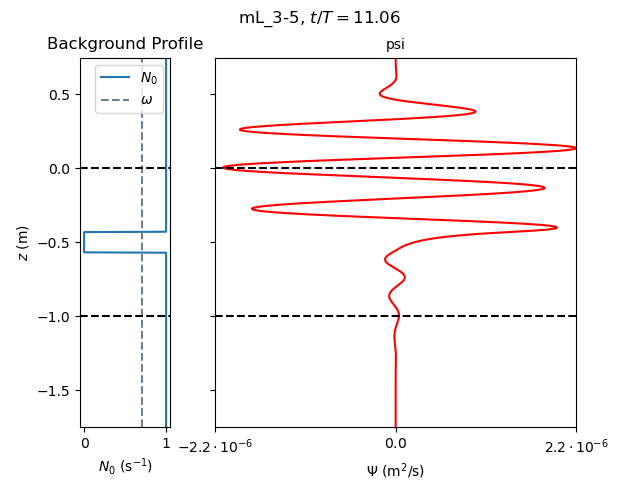 mL_3-5, t/T = 11.06
Background Profile
psi
N₀
ω
0.5
0.0
−0.5
−1.0
−1.5
z (m)
0
1
−2.2·10⁻⁶
0.0
2.2·10⁻⁶
N₀ (s⁻¹)
Ψ (m²/s)